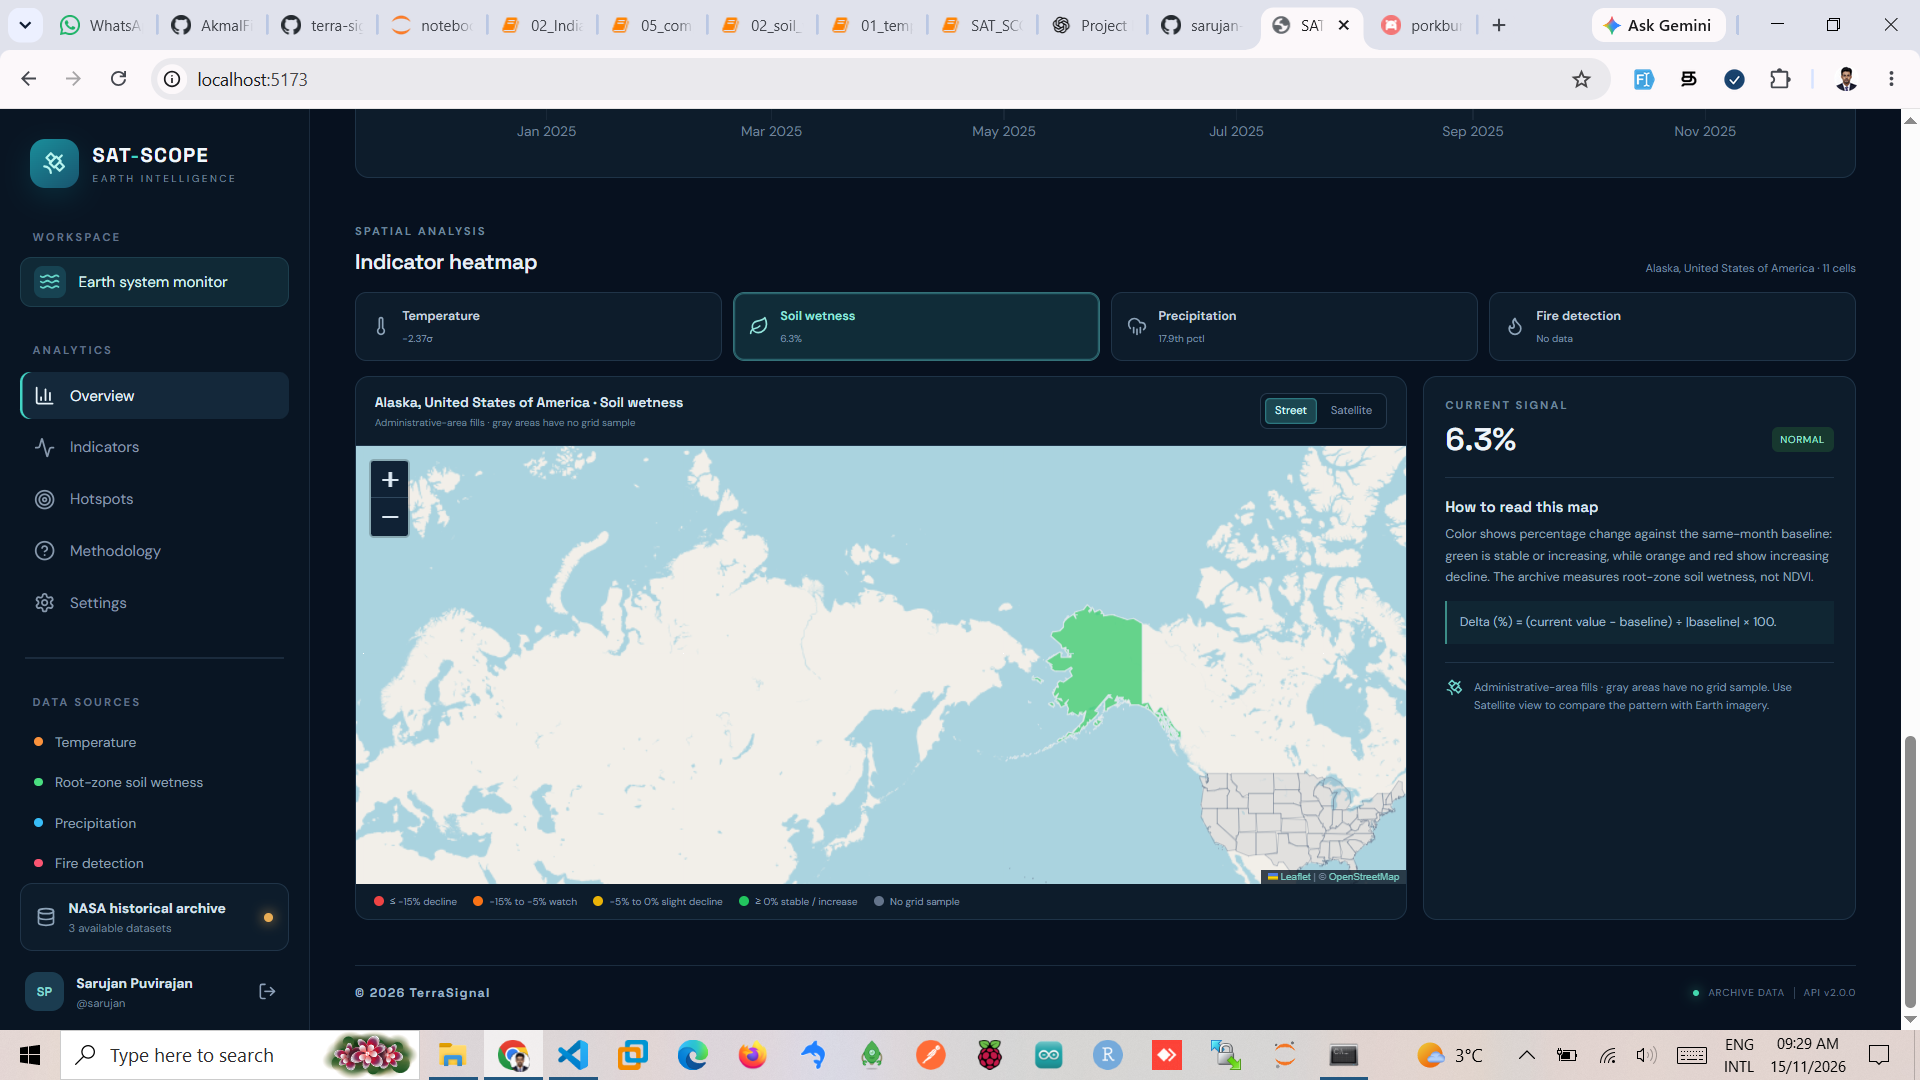 WhatsA
AkmalF
terra-sig
notebo
02_India
05_com
02_soil_
01_temp
SAT_SCO
Project
sarujan-
SAT
porkbun
Ask Gemini
localhost:5173
SAT-SCOPE
EARTH INTELLIGENCE
WORKSPACE
Earth system monitor
ANALYTICS
Overview
Indicators
Hotspots
Methodology
Settings
DATA SOURCES
Temperature
Root-zone soil wetness
Precipitation
Fire detection
NASA historical archive
3 available datasets
SP
Sarujan Puvirajan
@sarujan
Jan 2025
Mar 2025
May 2025
Jul 2025
Sep 2025
Nov 2025
SPATIAL ANALYSIS
Indicator heatmap
Alaska, United States of America · 11 cells
Temperature
-2.37σ
Soil wetness
6.3%
Precipitation
17.9th pctl
Fire detection
No data
Alaska, United States of America · Soil wetness
Administrative-area fills · gray areas have no grid sample
Street
Satellite
+
−
Leaflet | © OpenStreetMap
≤ -15% decline
-15% to -5% watch
-5% to 0% slight decline
≥ 0% stable / increase
No grid sample
CURRENT SIGNAL
6.3%
NORMAL
How to read this map
Color shows percentage change against the same-month baseline:
green is stable or increasing, while orange and red show increasing
decline. The archive measures root-zone soil wetness, not NDVI.
Delta (%) = (current value − baseline) ÷ |baseline| × 100.
Administrative-area fills · gray areas have no grid sample. Use
Satellite view to compare the pattern with Earth imagery.
© 2026 TerraSignal
ARCHIVE DATA
API v2.0.0
Type here to search
3°C
ENG
INTL
09:29 AM
15/11/2026